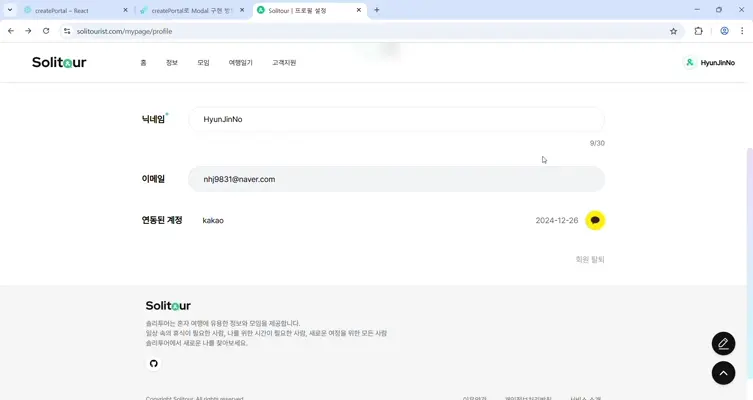 createPortal – React
createPortal로 Modal 구현 및
Solitour | 프로필 설정
solitourist.com/mypage/profile
Solitour
홈
정보
모임
여행일기
고객지원
HyunJinNo
닉네임*
HyunJinNo
9/30
이메일
nhj9831@naver.com
연동된 계정
kakao
2024-12-26
회원 탈퇴
Solitour
솔리투어는 혼자 여행에 유용한 정보와 모임을 제공합니다.
일상 속의 휴식이 필요한 사람, 나를 위한 시간이 필요한 사람, 새로운 여정을 위한 모든 사람
솔리투어에서 새로운 나를 찾아보세요.
Copyright Solitour. All rights reserved.
이용약관
개인정보처리방침
서비스 소개